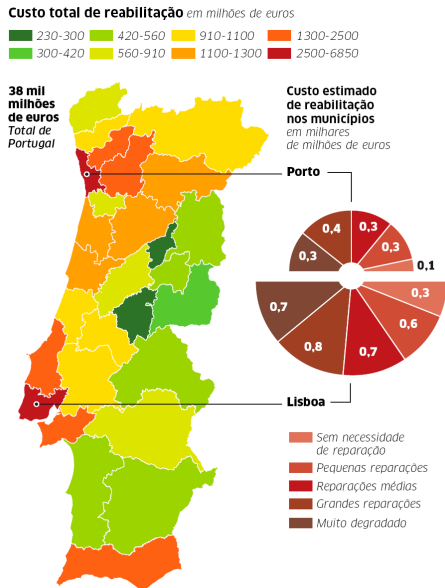 Custo total de reabilitação em milhões de euros
230-300 420-560 910-1100 1300-2500
300-420 560-910 1100-1300 2500-6850
38 mil
milhões
de euros
Total de
Portugal
Custo estimado
de reabilitação
nos municípios
em milhares
de milhões de euros
Porto
0,3
0,4
0,3
0,3
0,1
0,7
0,8
0,7
0,6
0,3
Lisboa
Sem necessidade
de reparação
Pequenas reparações
Reparações médias
Grandes reparações
Muito degradado